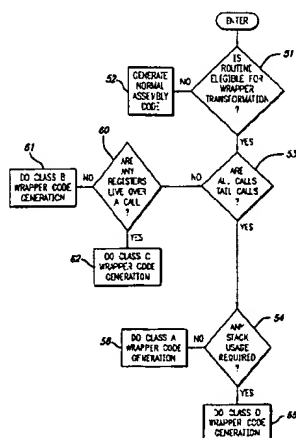 ENTER
51
IS
ROUTINE
ELIGIBLE FOR
WRAPPER
TRANSFORMATION
?
52
GENERATE
NORMAL
ASSEMBLY
CODE
NO
YES
53
ARE
ALL CALLS
TAIL CALLS
?
60
ARE
ANY
REGISTERS
LIVE OVER
A CALL
?
NO
61
DO CLASS B
WRAPPER CODE
GENERATION
NO
YES
62
DO CLASS C
WRAPPER CODE
GENERATION
YES
54
ANY
STACK
USAGE
REQUIRED
?
NO
56
DO CLASS A
WRAPPER CODE
GENERATION
YES
DO CLASS D
WRAPPER CODE
GENERATION